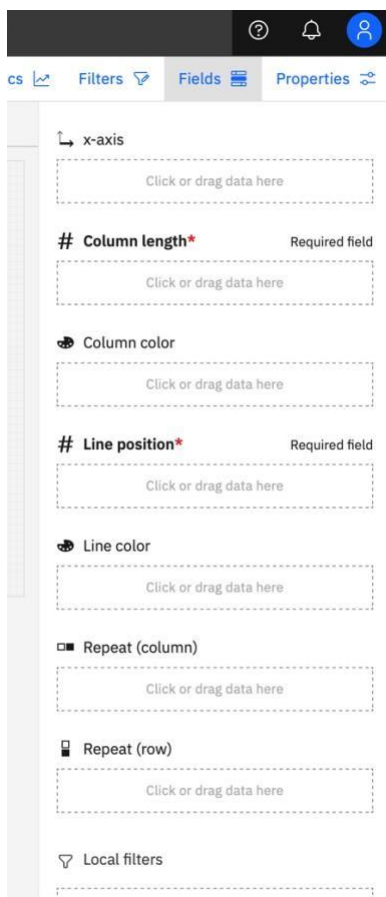 cs Filters Fields Properties
x-axis
Click or drag data here
# Column length* Required field
Click or drag data here
Column color
Click or drag data here
# Line position* Required field
Click or drag data here
Line color
Click or drag data here
Repeat (column)
Click or drag data here
Repeat (row)
Click or drag data here
Local filters